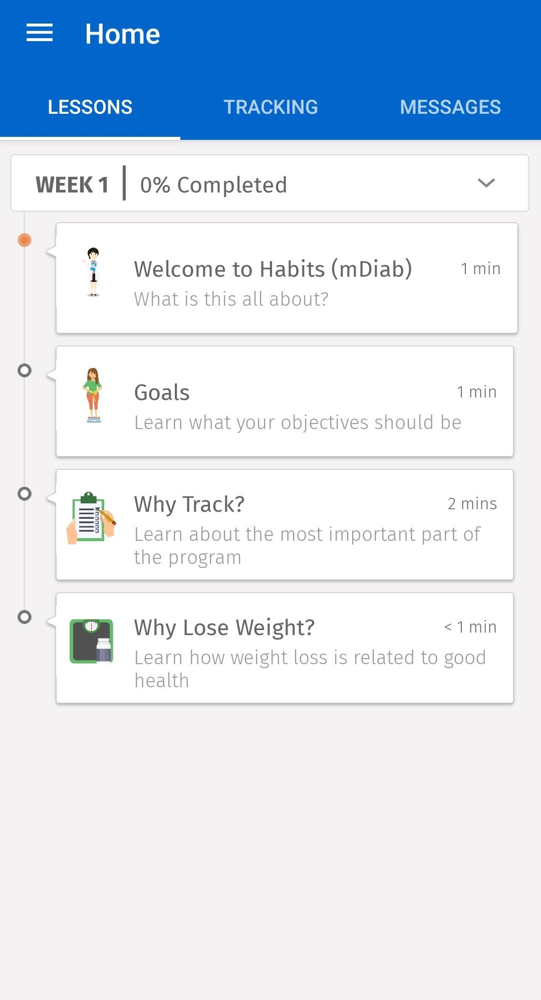 Home
LESSONS TRACKING MESSAGES
WEEK 1 0% Completed
Welcome to Habits (mDiab) 1 min
What is this all about?
Goals 1 min
Learn what your objectives should be
Why Track? 2 mins
Learn about the most important part of
the program
Why Lose Weight? < 1 min
Learn how weight loss is related to good
health